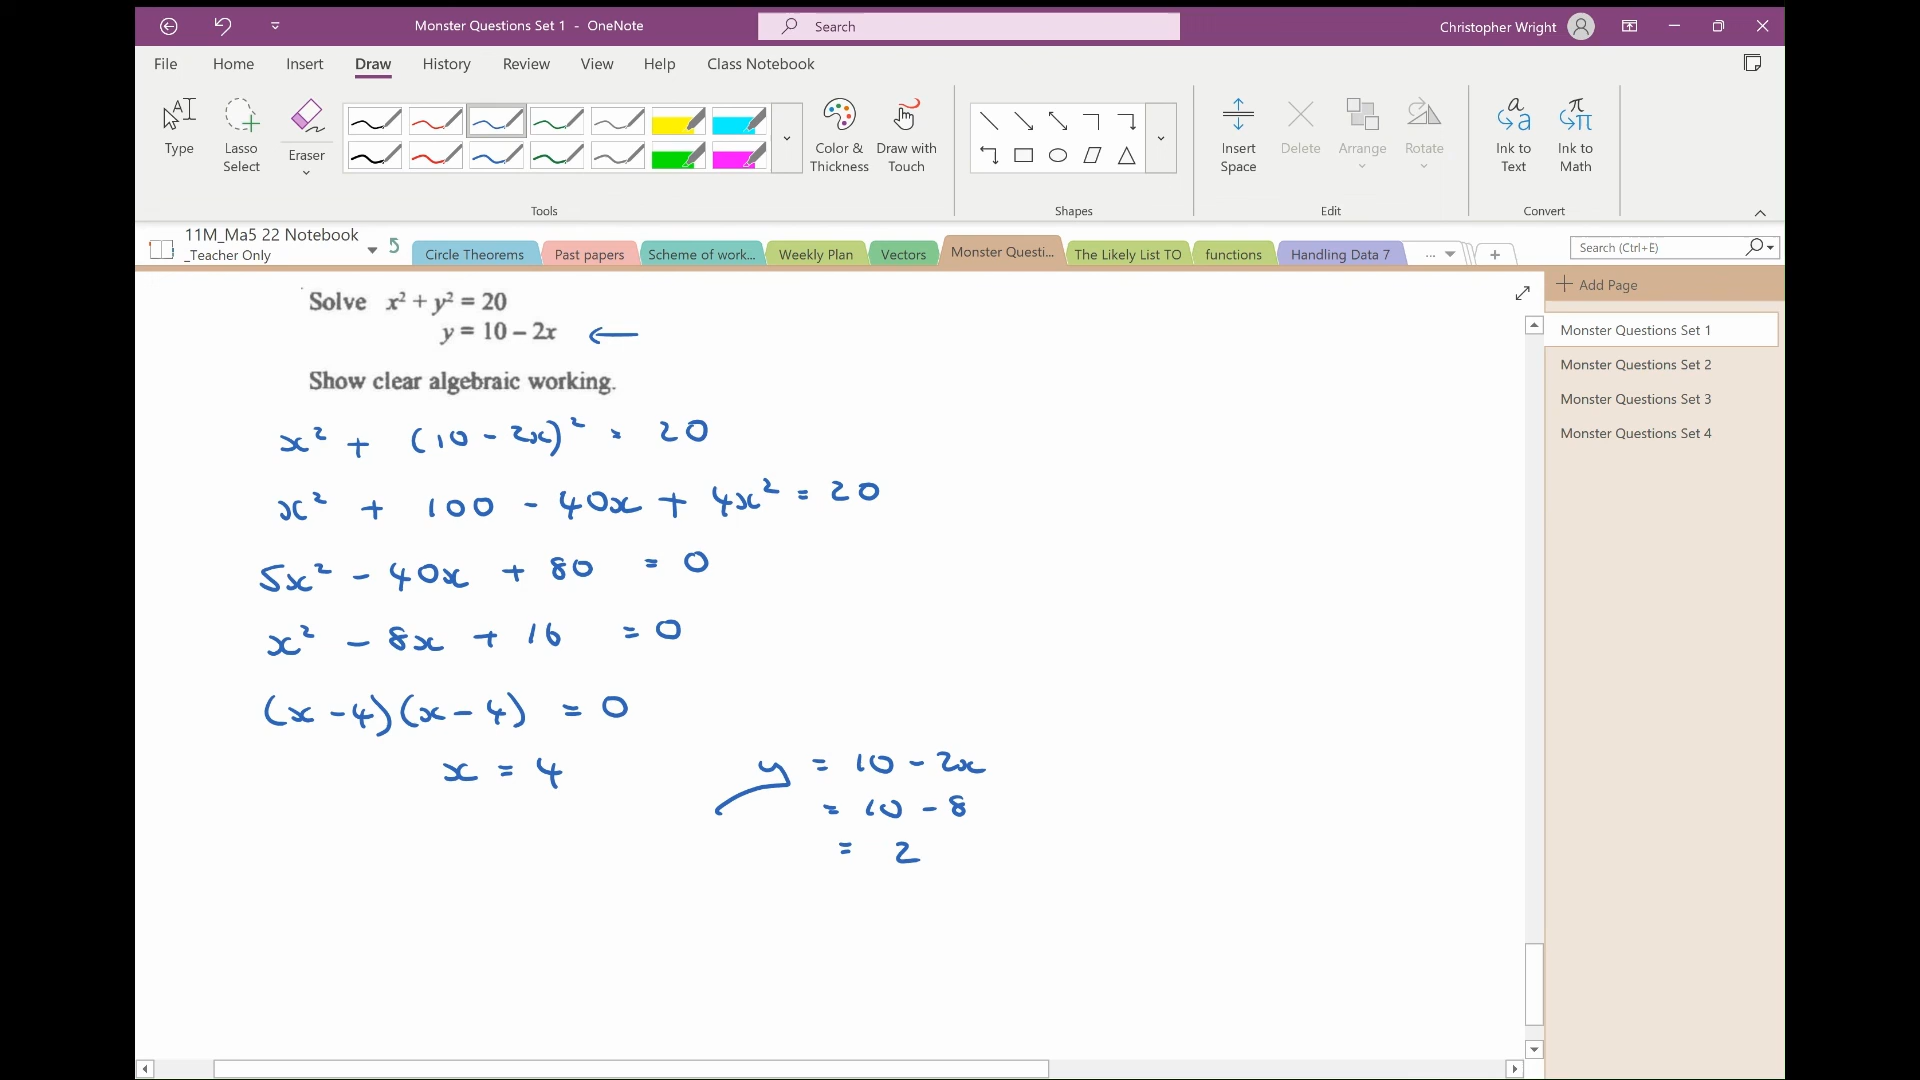 Monster Questions Set 1 - OneNote
Search
Christopher Wright
File Home Insert Draw History Review View Help Class Notebook
Type
Lasso Select
Eraser
Color & Thickness
Draw with Touch
Insert Space
Delete
Arrange
Rotate
Ink to Text
Ink to Math
Tools
Shapes
Edit
Convert
11M_Ma5 22 Notebook
_Teacher Only
Circle Theorems
Past papers
Scheme of work...
Weekly Plan
Vectors
Monster Questi...
The Likely List TO
functions
Handling Data 7
...
Search (Ctrl+E)
Add Page
Monster Questions Set 1
Monster Questions Set 2
Monster Questions Set 3
Monster Questions Set 4
Solve x² + y² = 20
y = 10 – 2x
Show clear algebraic working.
x² + (10 - 2x)² = 20
x² + 100 - 40x + 4x² = 20
5x² - 40x + 80 = 0
x² - 8x + 16 = 0
(x - 4)(x - 4) = 0
x = 4
y = 10 - 2x
= 10 - 8
= 2